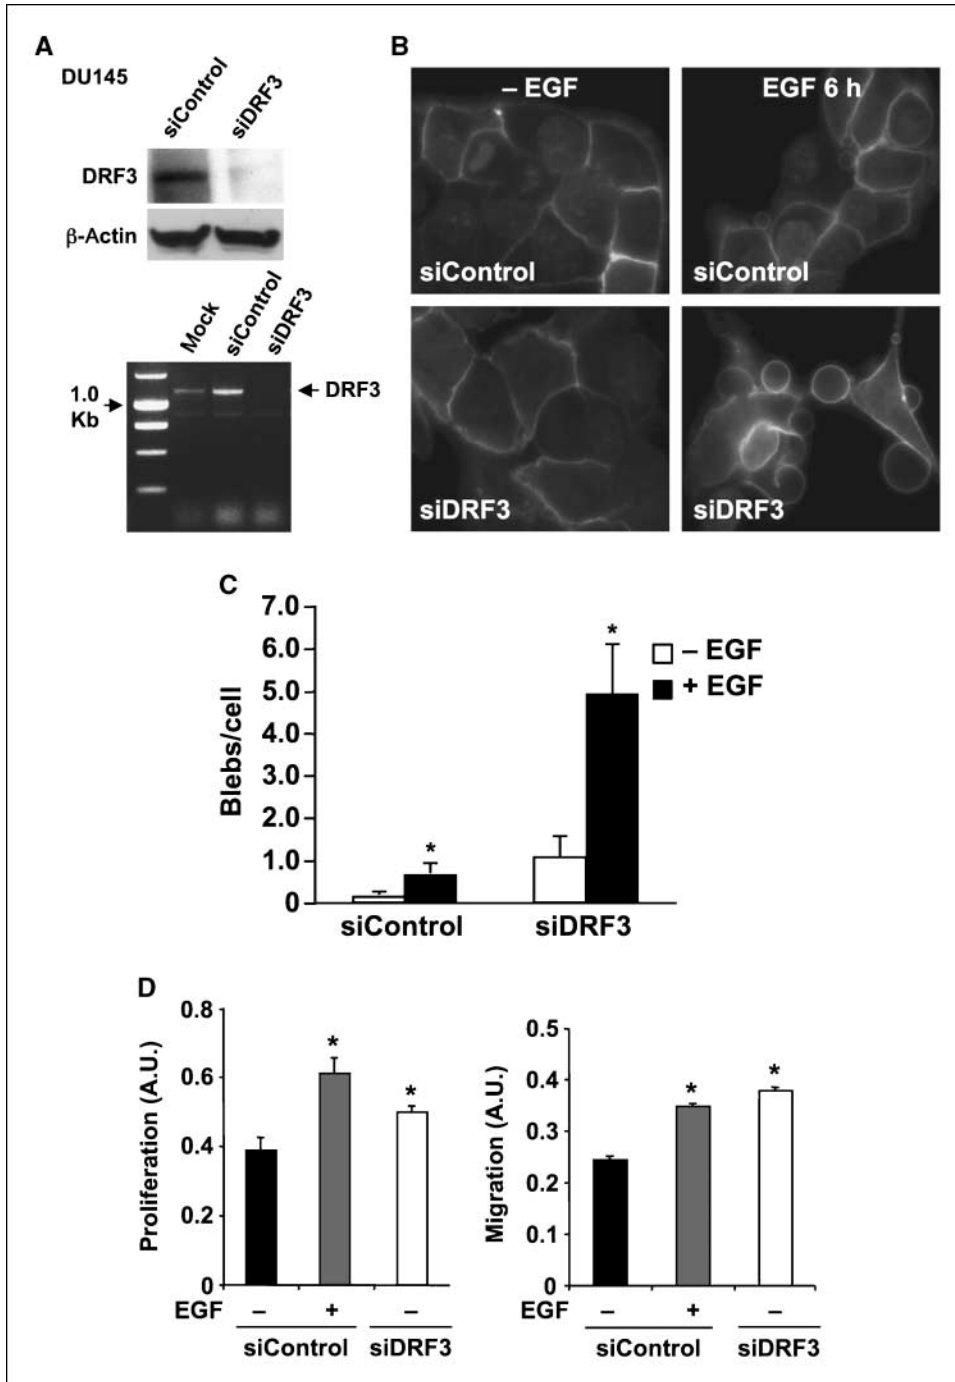 A
DU145
siControl
siDRF3
DRF3
β-Actin
Mock
siControl
siDRF3
1.0
Kb
DRF3
B
– EGF
EGF 6 h
siControl
siControl
siDRF3
siDRF3
C
7.0
6.0
5.0
4.0
3.0
2.0
1.0
0
Blebs/cell
*
*
– EGF
+ EGF
siControl
siDRF3
D
0.8
0.6
0.4
0.2
0
Proliferation (A.U.)
*
*
EGF – + –
siControl siDRF3
0.5
0.4
0.3
0.2
0.1
0
Migration (A.U.)
*
*
EGF – + –
siControl siDRF3